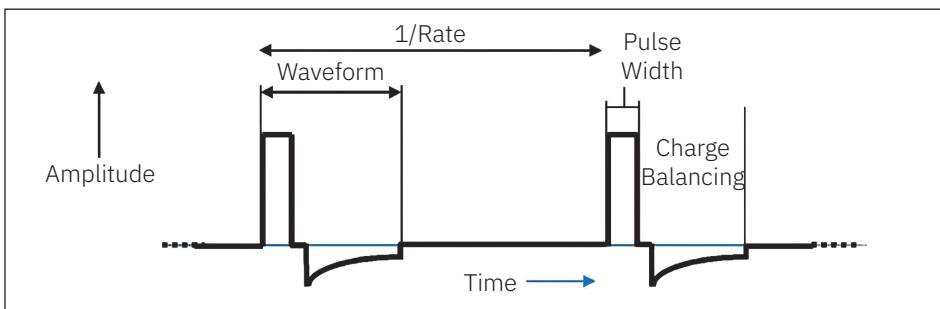 1/Rate
Pulse
Width
Waveform
Amplitude
Charge
Balancing
Time